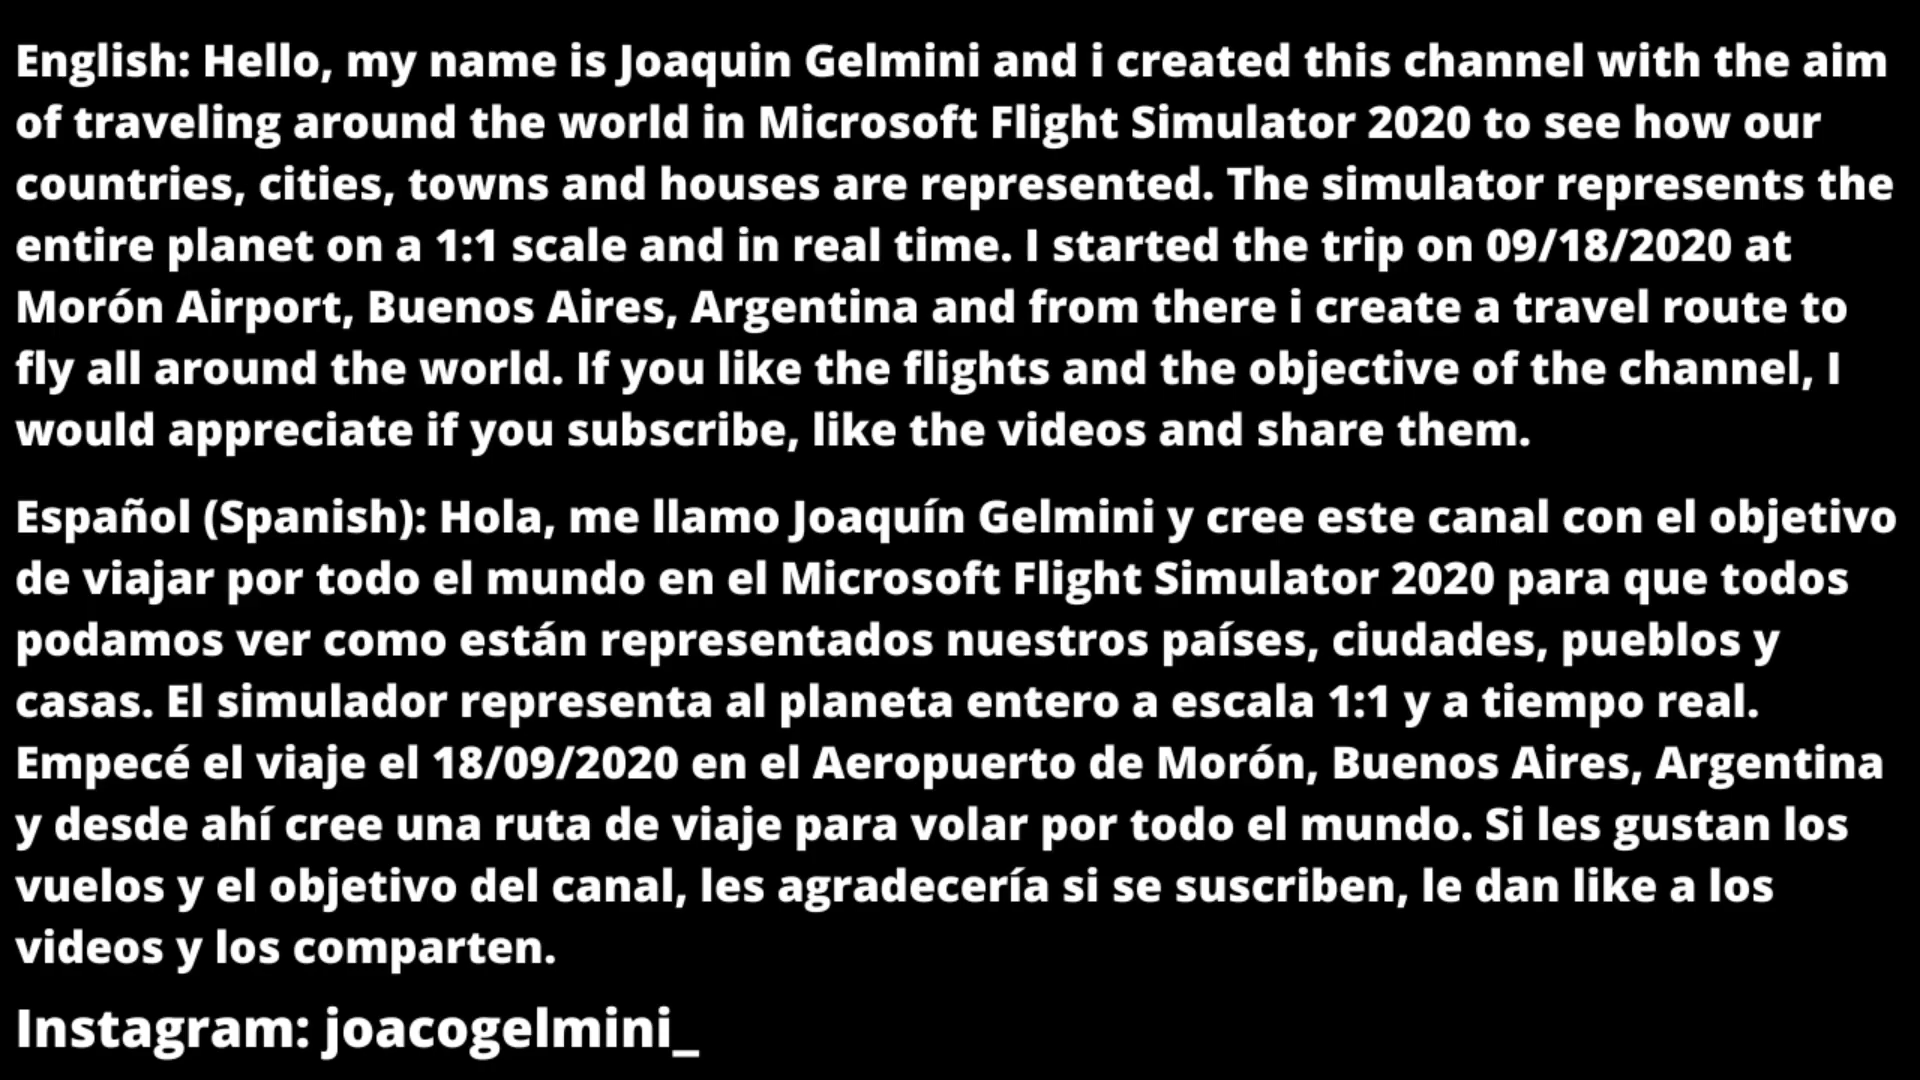 English: Hello, my name is Joaquin Gelmini and i created this channel with the aim
of traveling around the world in Microsoft Flight Simulator 2020 to see how our
countries, cities, towns and houses are represented. The simulator represents the
entire planet on a 1:1 scale and in real time. I started the trip on 09/18/2020 at
Morón Airport, Buenos Aires, Argentina and from there i create a travel route to
fly all around the world. If you like the flights and the objective of the channel, I
would appreciate if you subscribe, like the videos and share them.
Español (Spanish): Hola, me llamo Joaquín Gelmini y cree este canal con el objetivo
de viajar por todo el mundo en el Microsoft Flight Simulator 2020 para que todos
podamos ver como están representados nuestros países, ciudades, pueblos y
casas. El simulador representa al planeta entero a escala 1:1 y a tiempo real.
Empecé el viaje el 18/09/2020 en el Aeropuerto de Morón, Buenos Aires, Argentina
y desde ahí cree una ruta de viaje para volar por todo el mundo. Si les gustan los
vuelos y el objetivo del canal, les agradecería si se suscriben, le dan like a los
videos y los comparten.
Instagram: joacogelmini_